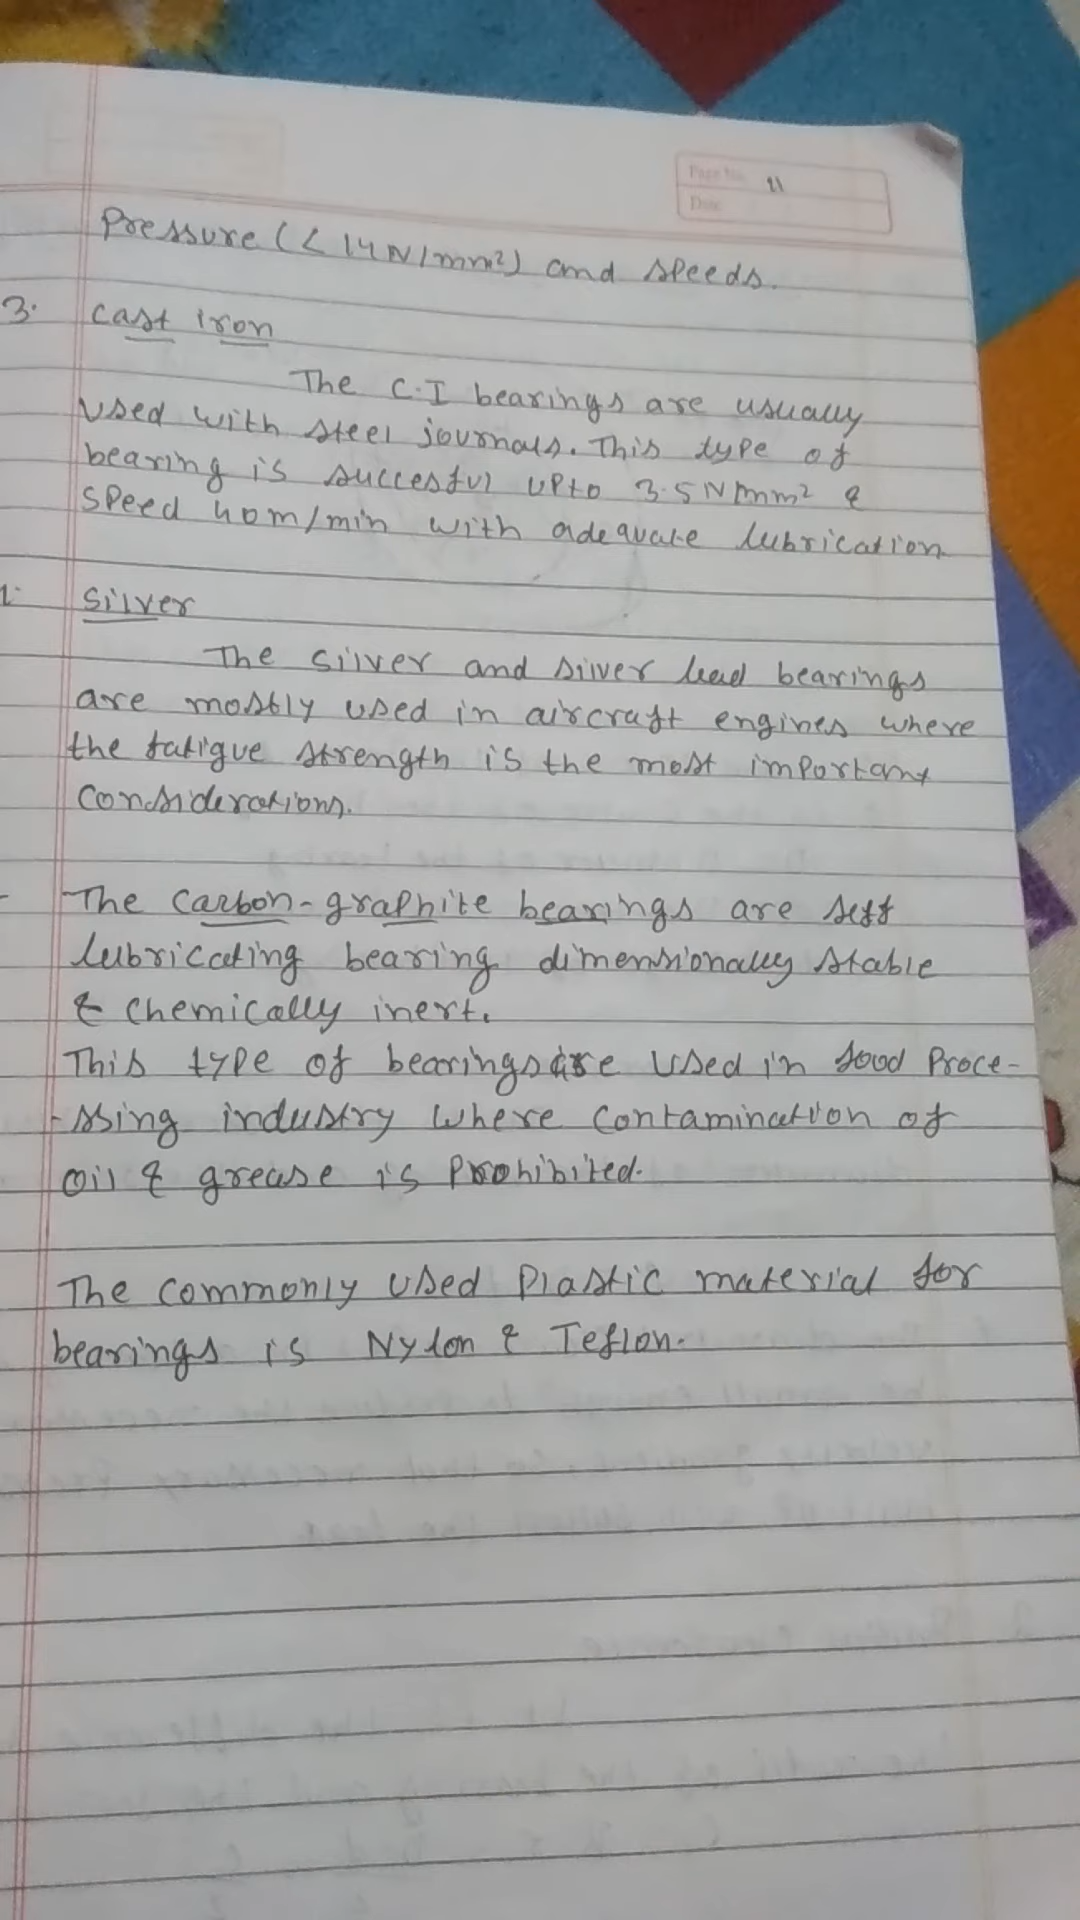 Page No. 11
Date
Pressure (< 14N/mm²) and speeds.
3. cast iron
The C.I bearings are usually
used with steel journals. This type of
bearing is succesful upto 3.5N/mm² &
speed 40m/min with adequate lubrication
Silver
The silver and silver lead bearings
are mostly used in aircraft engines where
the fatigue strength is the most important
considerations.
The carbon-graphite bearings are self
lubricating bearing dimensionally stable
& chemically inert.
This type of bearings are used in food proce-
-ssing industry where contamination of
oil & grease is prohibited.
The commonly used plastic material for
bearings is Nylon & Teflon.